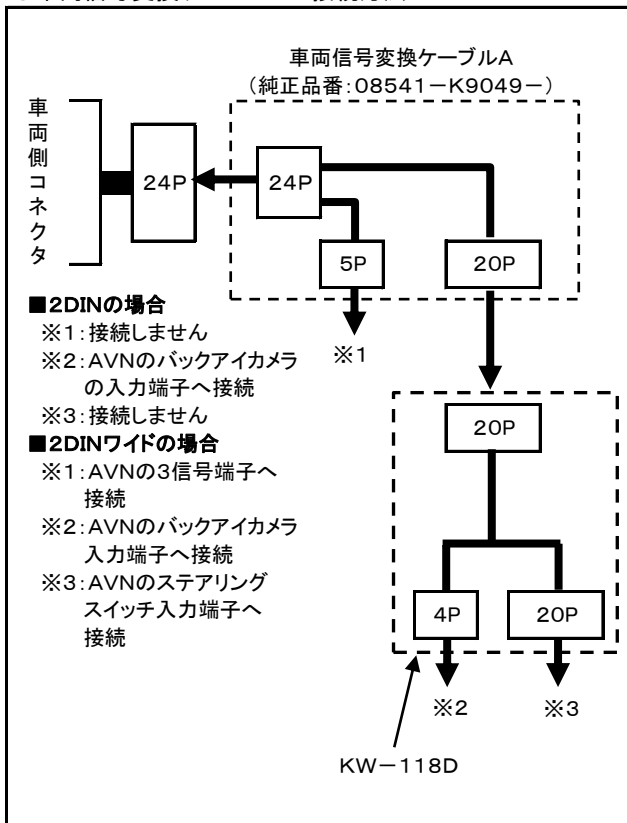 車両信号変換ケーブルA
(純正品番:08541-K9049-)
車両側コネクタ
24P
24P
5P
20P
※1
■2DINの場合
※1:接続しません
※2:AVNのバックアイカメラ
の入力端子へ接続
※3:接続しません
■2DINワイドの場合
※1:AVNの3信号端子へ
接続
※2:AVNのバックアイカメラ
入力端子へ接続
※3:AVNのステアリング
スイッチ入力端子へ
接続
20P
4P
20P
※2
※3
KW-118D